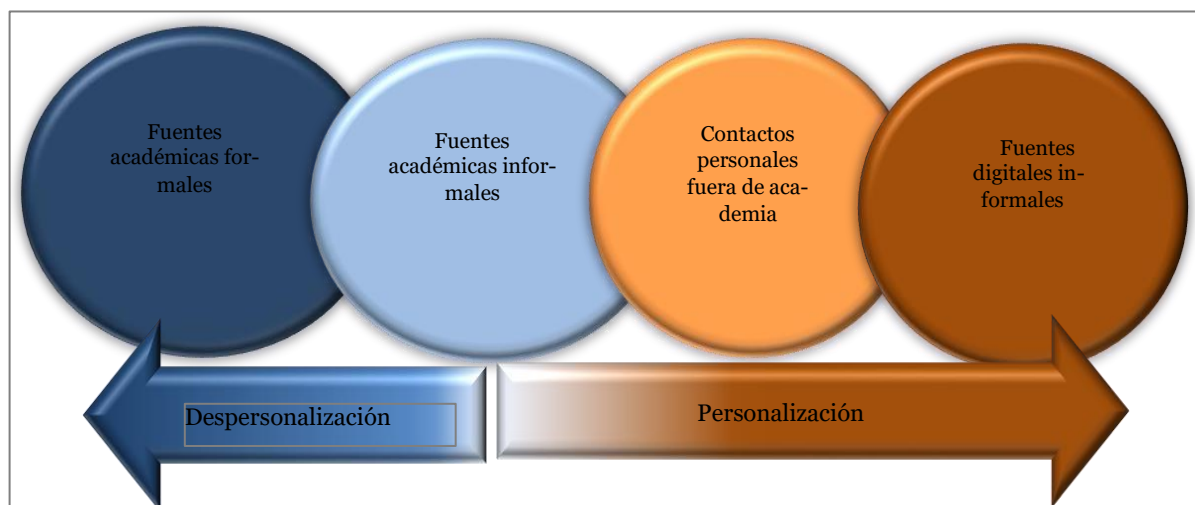 Fuentes
académicas for-
males
Fuentes
académicas infor-
males
Contactos
personales
fuera de aca-
demia
Fuentes
digitales in-
formales
Despersonalización
Personalización